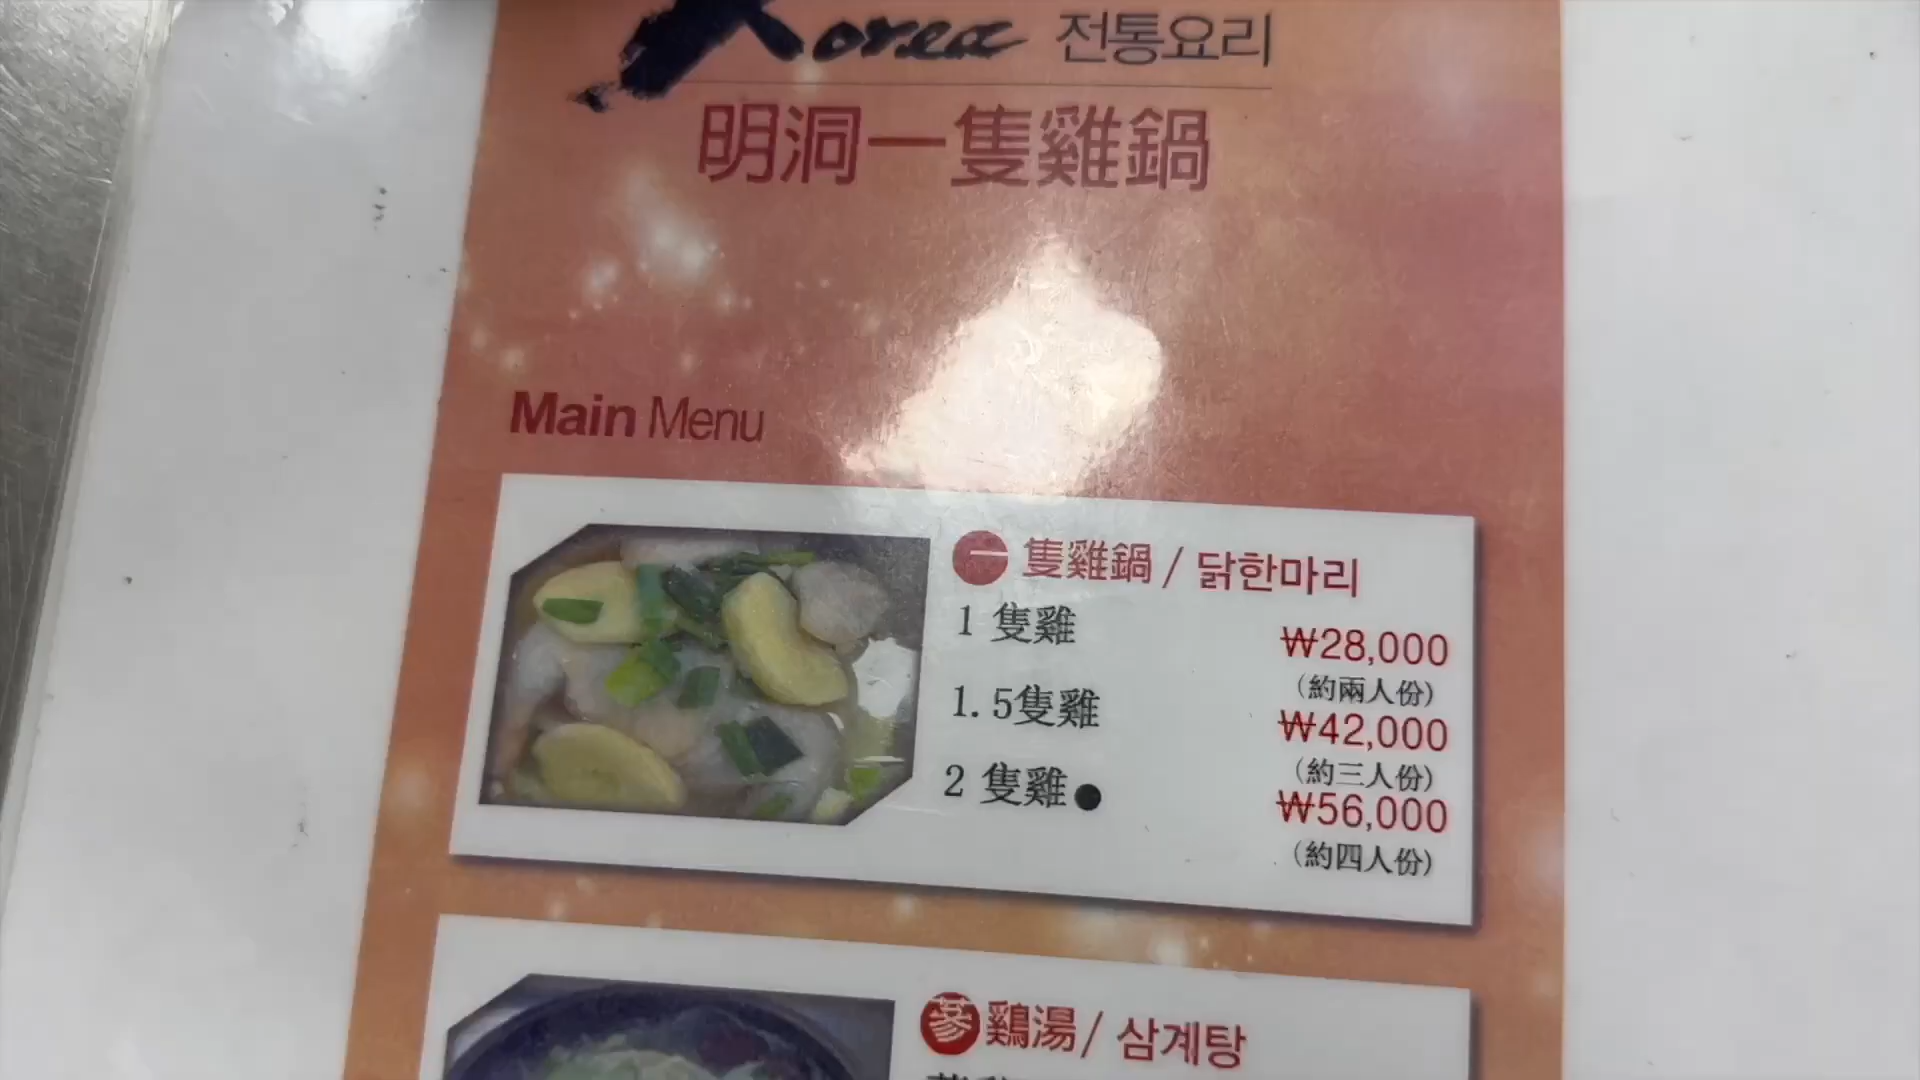 Korea 전통요리
明洞一隻雞鍋
Main Menu
一隻雞鍋 / 닭한마리
1 隻雞 ₩28,000
(約兩人份)
1.5隻雞 ₩42,000
(約三人份)
2 隻雞● ₩56,000
(約四人份)
蔘鷄湯 / 삼계탕